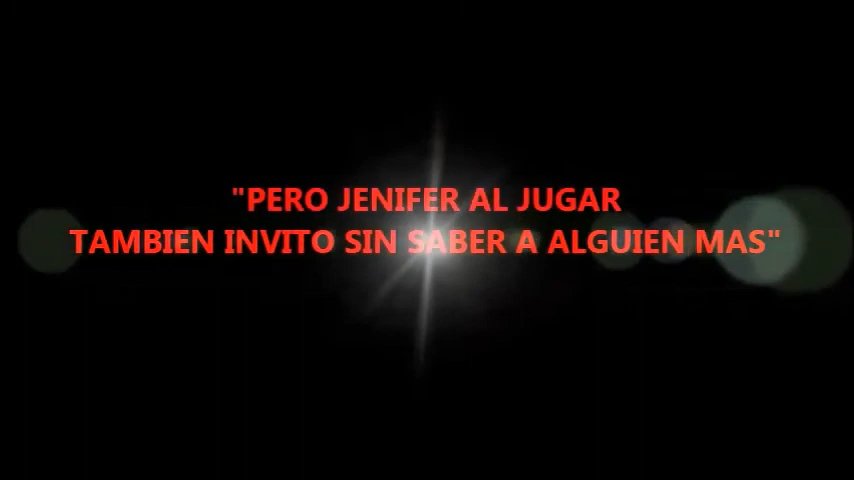 "PERO JENIFER AL JUGAR
TAMBIEN INVITO SIN SABER A ALGUIEN MAS"